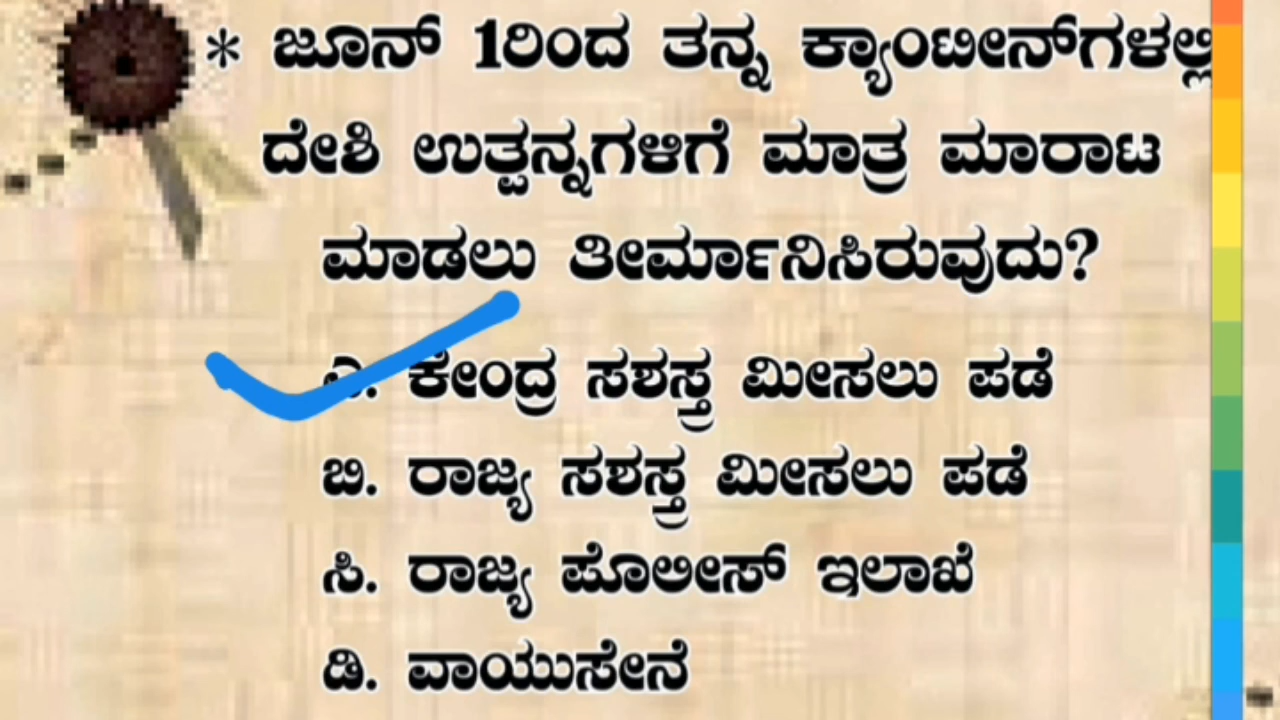 * ಜೂನ್ 1ರಿಂದ ತನ್ನ ಕ್ಯಾಂಟೀನ್‌ಗಳಲ್ಲಿ
ದೇಶಿ ಉತ್ಪನ್ನಗಳಿಗೆ ಮಾತ್ರ ಮಾರಾಟ
ಮಾಡಲು ತೀರ್ಮಾನಿಸಿರುವುದು?
ಎ. ಕೇಂದ್ರ ಸಶಸ್ತ್ರ ಮೀಸಲು ಪಡೆ
ಬಿ. ರಾಜ್ಯ ಸಶಸ್ತ್ರ ಮೀಸಲು ಪಡೆ
ಸಿ. ರಾಜ್ಯ ಪೊಲೀಸ್ ಇಲಾಖೆ
ಡಿ. ವಾಯುಸೇನೆ